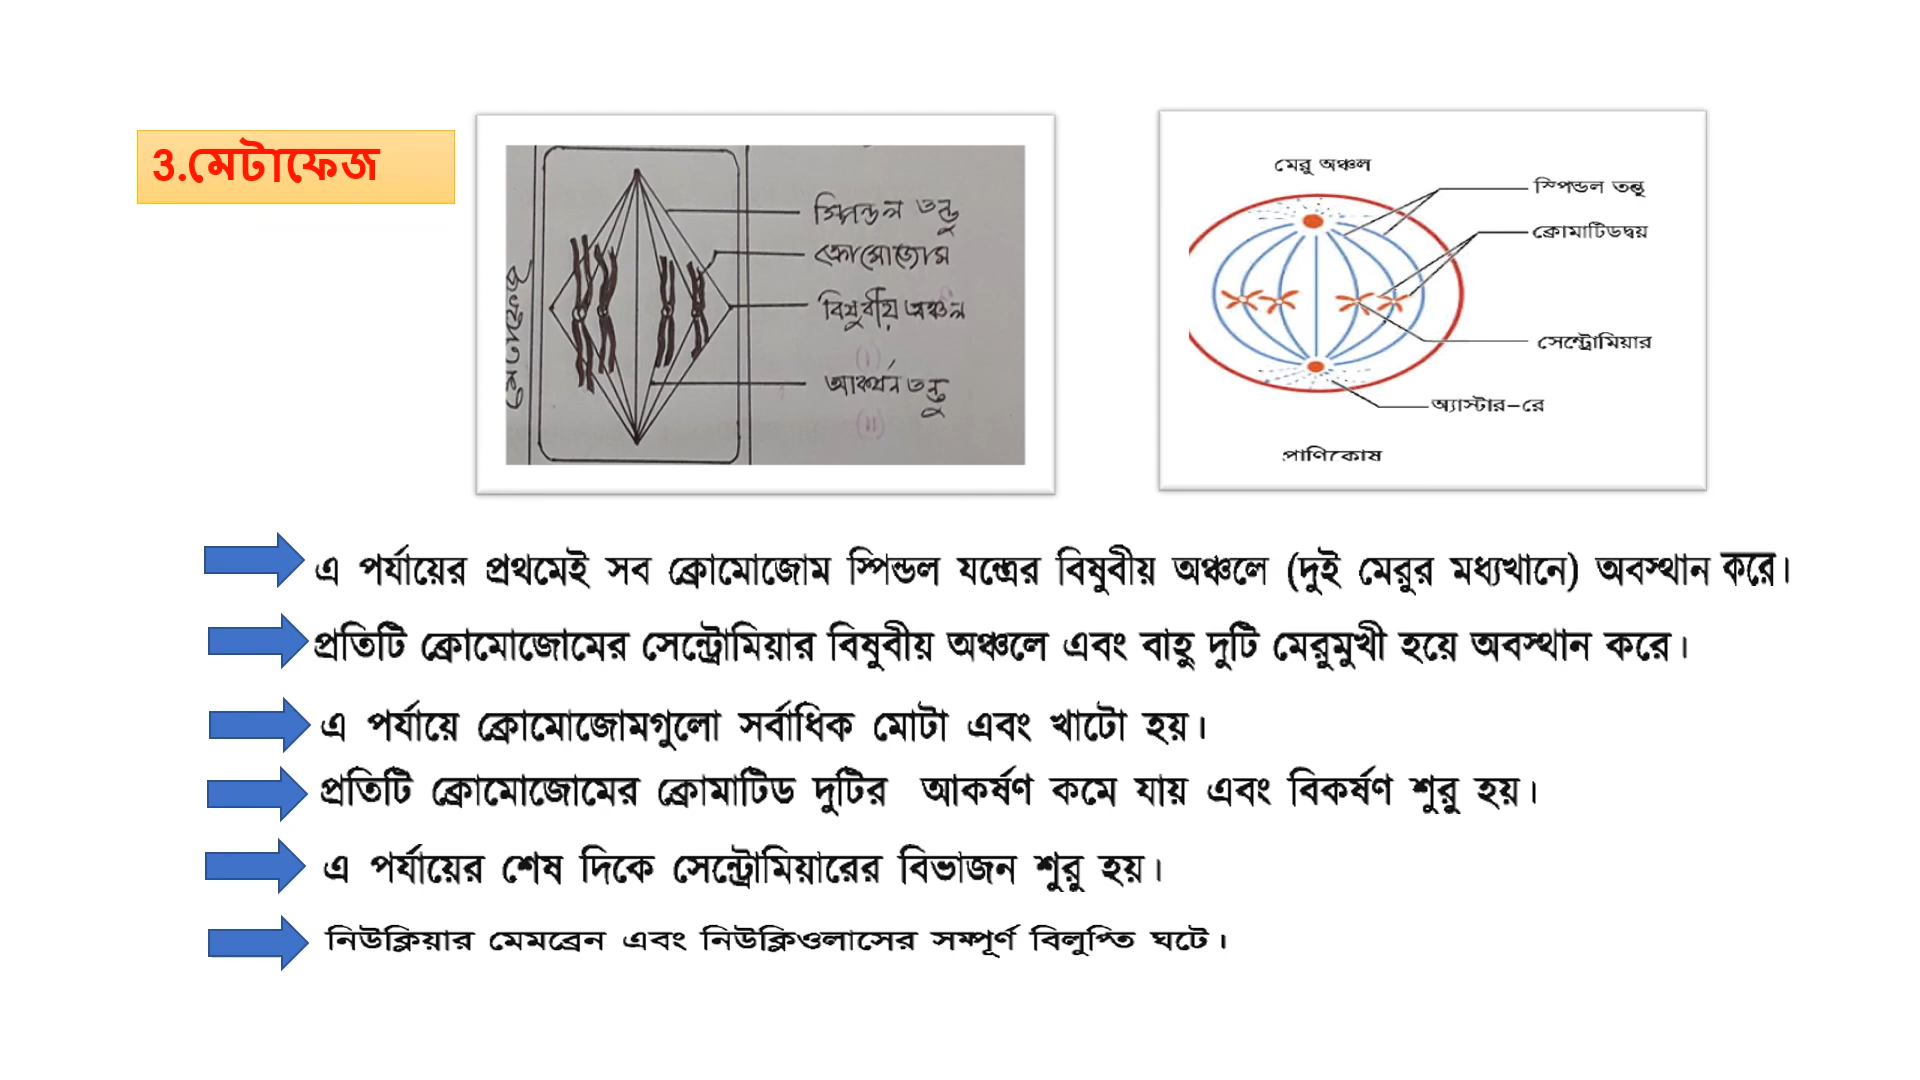 3.মেটাফেজ
স্পিন্ডল তন্তু
ক্রোমোজোম
বিষুবীয় অঞ্চল
(i)
আকর্ষন তন্তু
(ii)
মেটাফেজ
মেরু অঞ্চল
স্পিন্ডল তন্তু
ক্রোমাটিডদ্বয়
সেন্ট্রোমিয়ার
অ্যাস্টার-রে
প্রাণিকোষ
এ পর্যায়ের প্রথমেই সব ক্রোমোজোম স্পিন্ডল যন্ত্রের বিষুবীয় অঞ্চলে (দুই মেরুর মধ্যখানে) অবস্থান করে।
প্রতিটি ক্রোমোজোমের সেন্ট্রোমিয়ার বিষুবীয় অঞ্চলে এবং বাহু দুটি মেরুমুখী হয়ে অবস্থান করে।
এ পর্যায়ে ক্রোমোজোমগুলো সর্বাধিক মোটা এবং খাটো হয়।
প্রতিটি ক্রোমোজোমের ক্রোমাটিড দুটির আকর্ষণ কমে যায় এবং বিকর্ষণ শুরু হয়।
এ পর্যায়ের শেষ দিকে সেন্ট্রোমিয়ারের বিভাজন শুরু হয়।
নিউক্লিয়ার মেমব্রেন এবং নিউক্লিওলাসের সম্পূর্ণ বিলুপ্তি ঘটে।